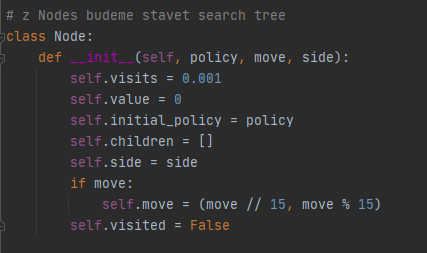 # z Nodes budeme stavet search tree
class Node:
    def __init__(self, policy, move, side):
        self.visits = 0.001
        self.value = 0
        self.initial_policy = policy
        self.children = []
        self.side = side
        if move:
            self.move = (move // 15, move % 15)
        self.visited = False